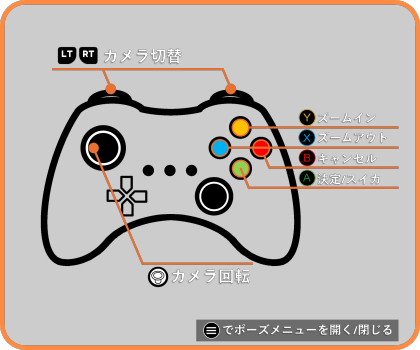 LT RT カメラ切替
Y ズームイン
X ズームアウト
B キャンセル
A 決定/スイカ
カメラ回転
でポーズメニューを開く/閉じる